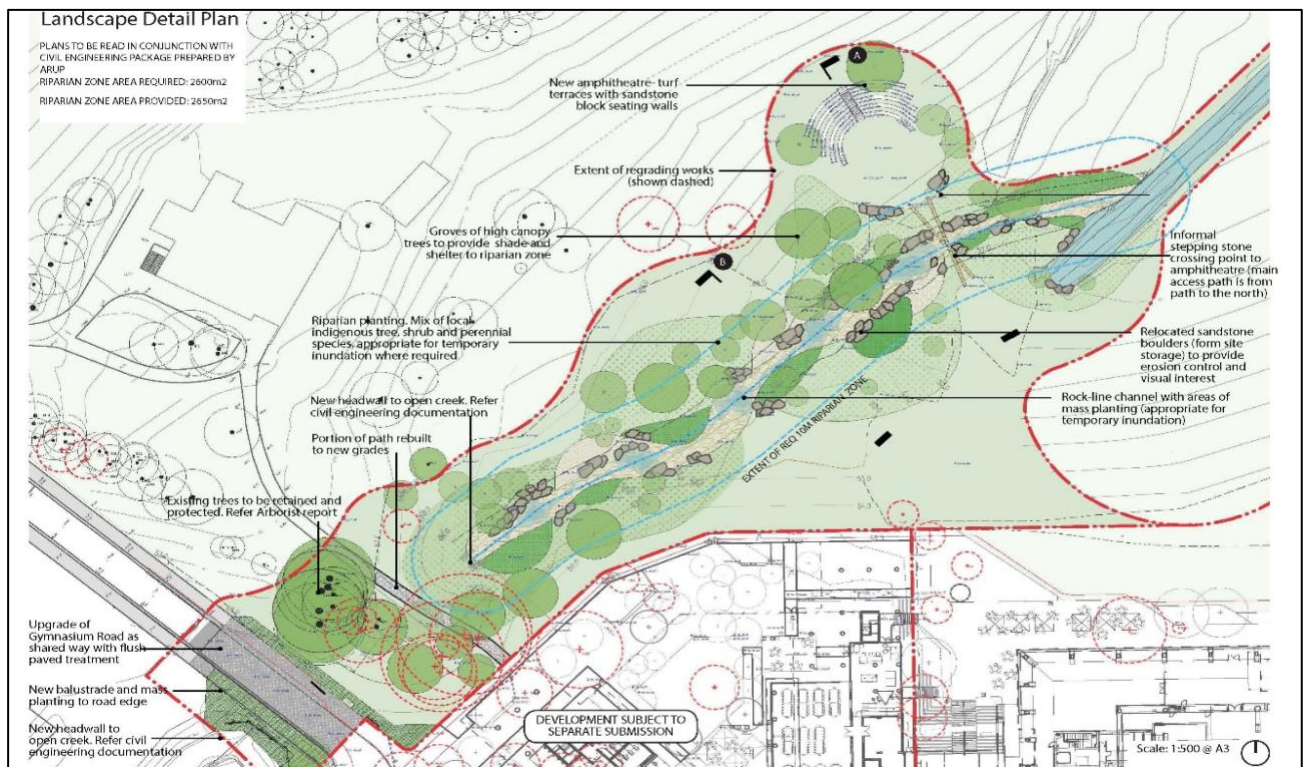 Landscape Detail Plan
PLANS TO BE READ IN CONJUNCTION WITH
CIVIL ENGINEERING PACKAGE PREPARED BY
ARUP
RIPARIAN ZONE AREA REQUIRED: 2600m2
RIPARIAN ZONE AREA PROVIDED: 2650m2
A
New amphitheatre- turf
terraces with sandstone
block seating walls
Extent of regrading works
(shown dashed)
Groves of high canopy
trees to provide shade and
shelter to riparian zone
B
Informal
stepping stone
crossing point to
amphitheatre (main
access path is from
path to the north)
Riparian planting. Mix of local
indigenous tree, shrub and perennial
species, appropriate for temporary
inundation where required
Relocated sandstone
boulders (form site
storage) to provide
erosion control and
visual interest
New headwall to open creek. Refer
civil engineering documentation
Rock-line channel with areas of
mass planting (appropriate for
temporary inundation)
EXTENT OF REQ 10M RIPARIAN ZONE
Portion of path rebuilt
to new grades
Existing trees to be retained and
protected. Refer Arborist report
Upgrade of
Gymnasium Road as
shared way with flush
paved treatment
New balustrade and mass
planting to road edge
New headwall to
open creek. Refer civil
engineering documentation
DEVELOPMENT SUBJECT TO
SEPARATE SUBMISSION
Scale: 1:500 @ A3